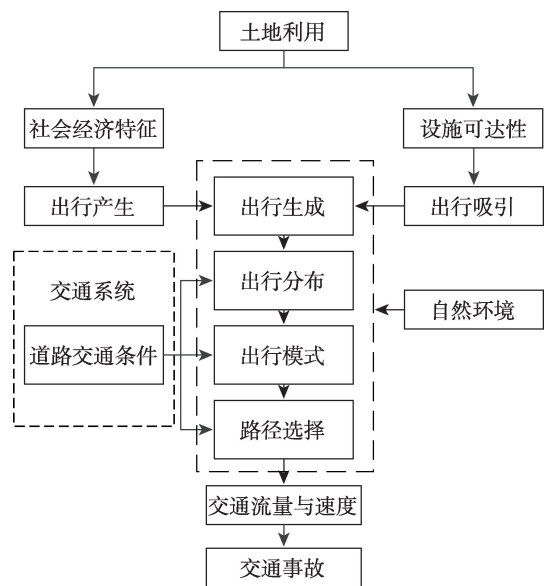 土地利用
社会经济特征
设施可达性
出行产生
出行生成
出行吸引
交通系统
出行分布
自然环境
道路交通条件
出行模式
路径选择
交通流量与速度
交通事故